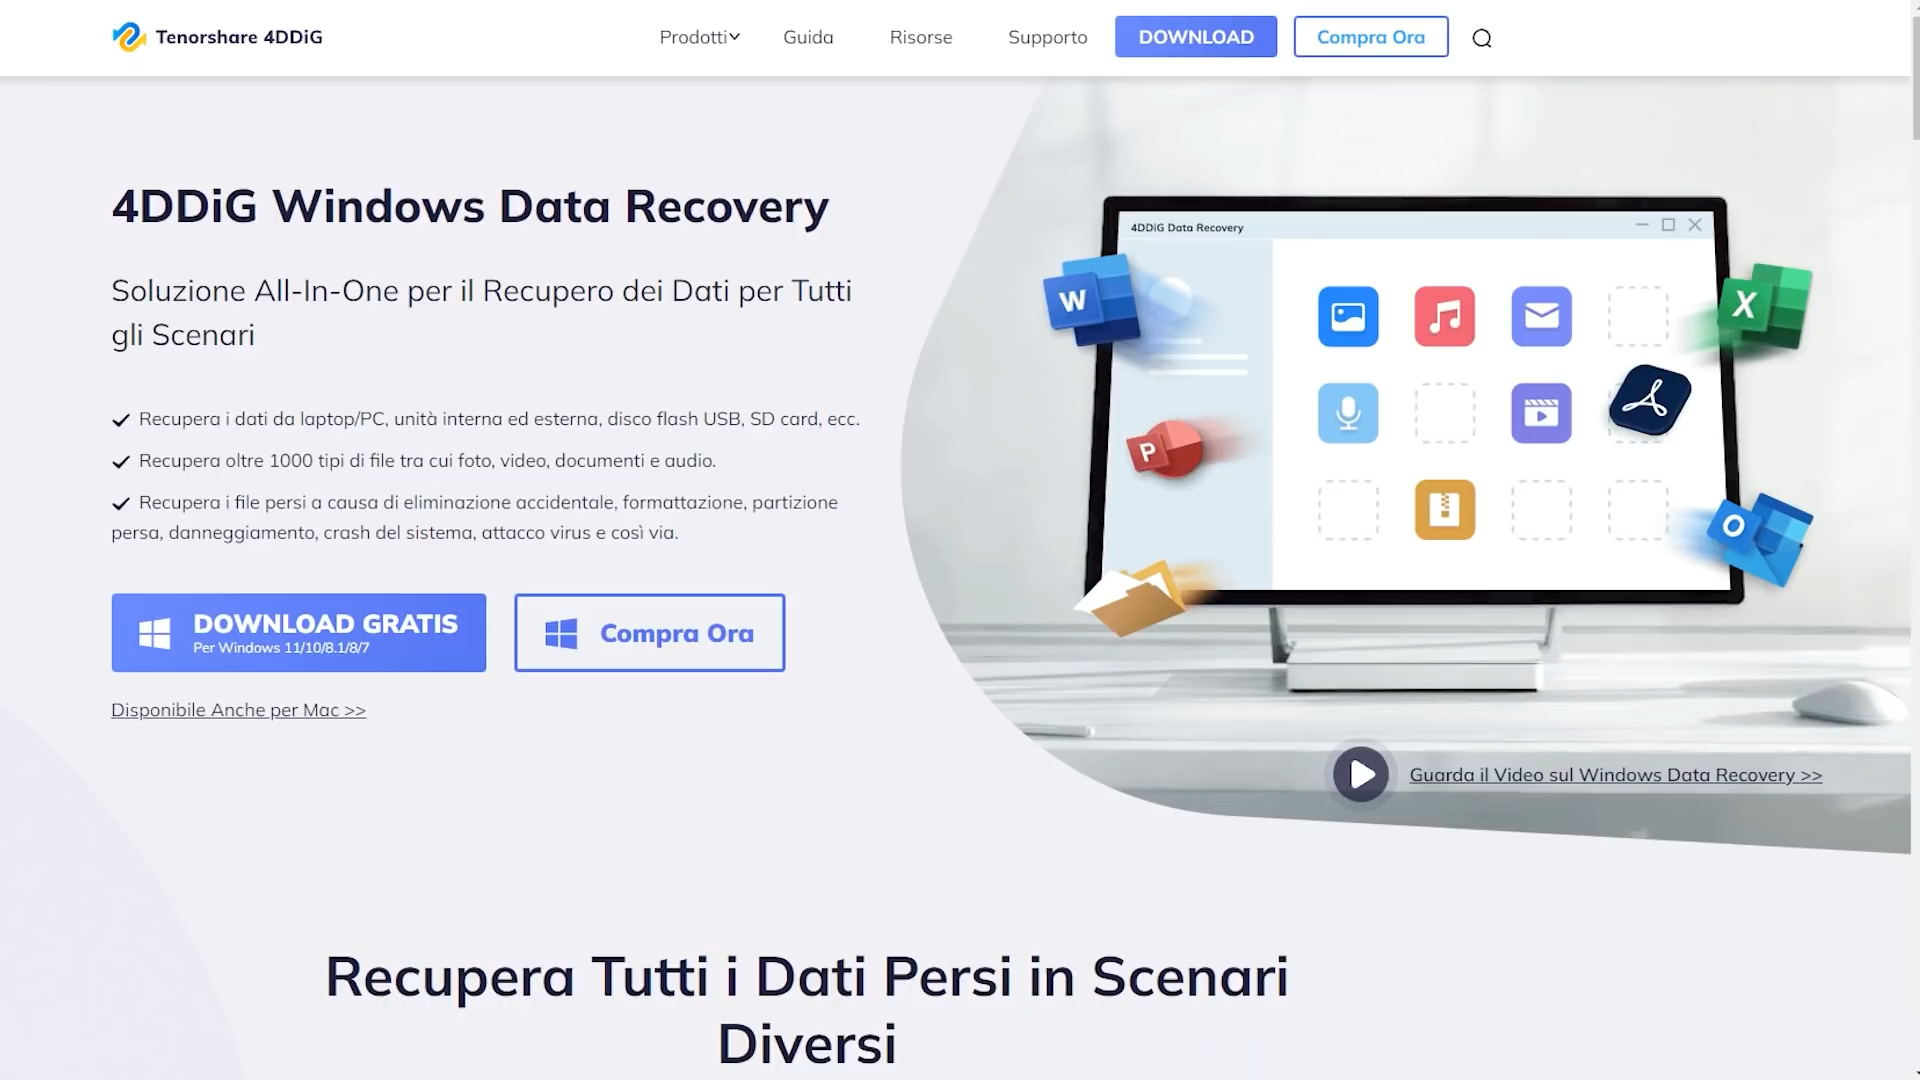 Tenorshare 4DDiG
Prodotti
Guida
Risorse
Supporto
DOWNLOAD
Compra Ora
4DDiG Windows Data Recovery
Soluzione All-In-One per il Recupero dei Dati per Tutti
gli Scenari
Recupera i dati da laptop/PC, unità interna ed esterna, disco flash USB, SD card, ecc.
Recupera oltre 1000 tipi di file tra cui foto, video, documenti e audio.
Recupera i file persi a causa di eliminazione accidentale, formattazione, partizione
persa, danneggiamento, crash del sistema, attacco virus e così via.
DOWNLOAD GRATIS
Per Windows 11/10/8.1/8/7
Compra Ora
Disponibile Anche per Mac >>
4DDiG Data Recovery
W
X
P
O
Guarda il Video sul Windows Data Recovery >>
Recupera Tutti i Dati Persi in Scenari
Diversi